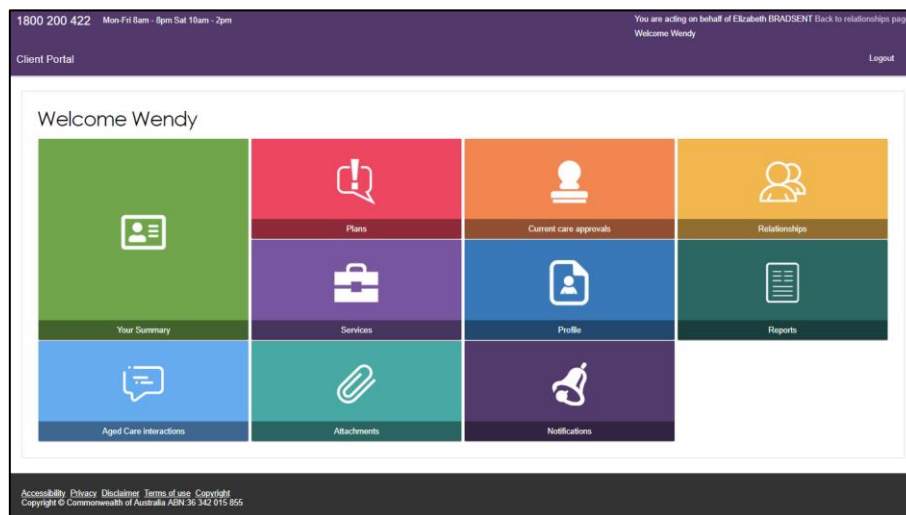 1800 200 422 Mon-Fri 8am - 8pm Sat 10am - 2pm
You are acting on behalf of Elizabeth BRADSENT Back to relationships pag
Welcome Wendy
Client Portal
Logout
Welcome Wendy
Plans
Current care approvals
Relationships
Your Summary
Services
Profile
Reports
Aged Care interactions
Attachments
Notifications
Accessibility Privacy Disclaimer Terms of use Copyright
Copyright © Commonwealth of Australia ABN:36 342 015 855